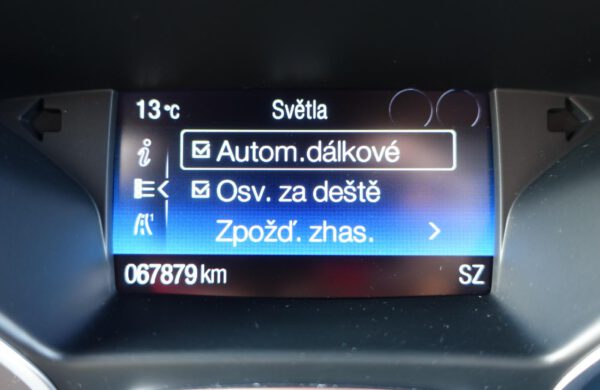 13°C Světla
Autom.dálkové
Osv. za deště
Zpožď. zhas.
067879 km SZ